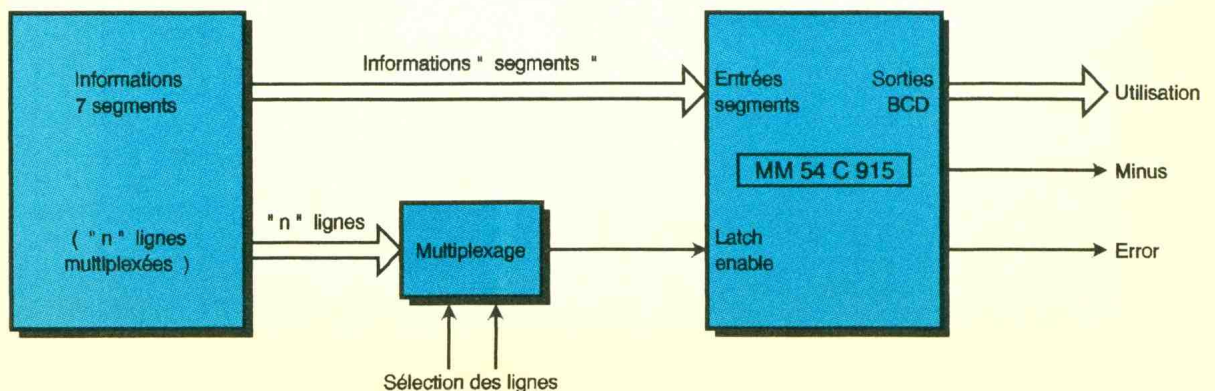 Informations
7 segments
Informations " segments "
Entrées
segments
Sorties
BCD
Utilisation
MM 54 C 915
Minus
" n " lignes
( " n " lignes
multiplexées )
Multiplexage
Latch
enable
Error
Sélection des lignes